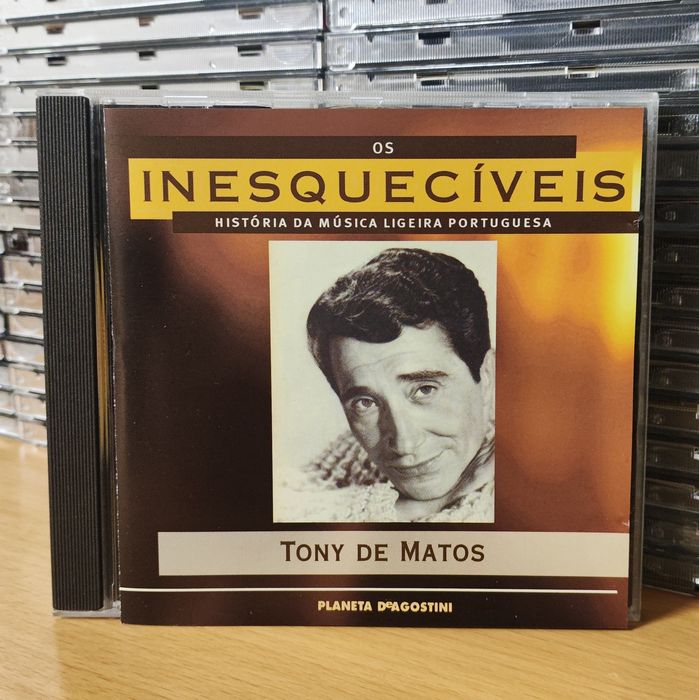 OS
INESQUECÍVEIS
HISTÓRIA DA MÚSICA LIGEIRA PORTUGUESA
TONY DE MATOS
PLANETA DeAGOSTINI